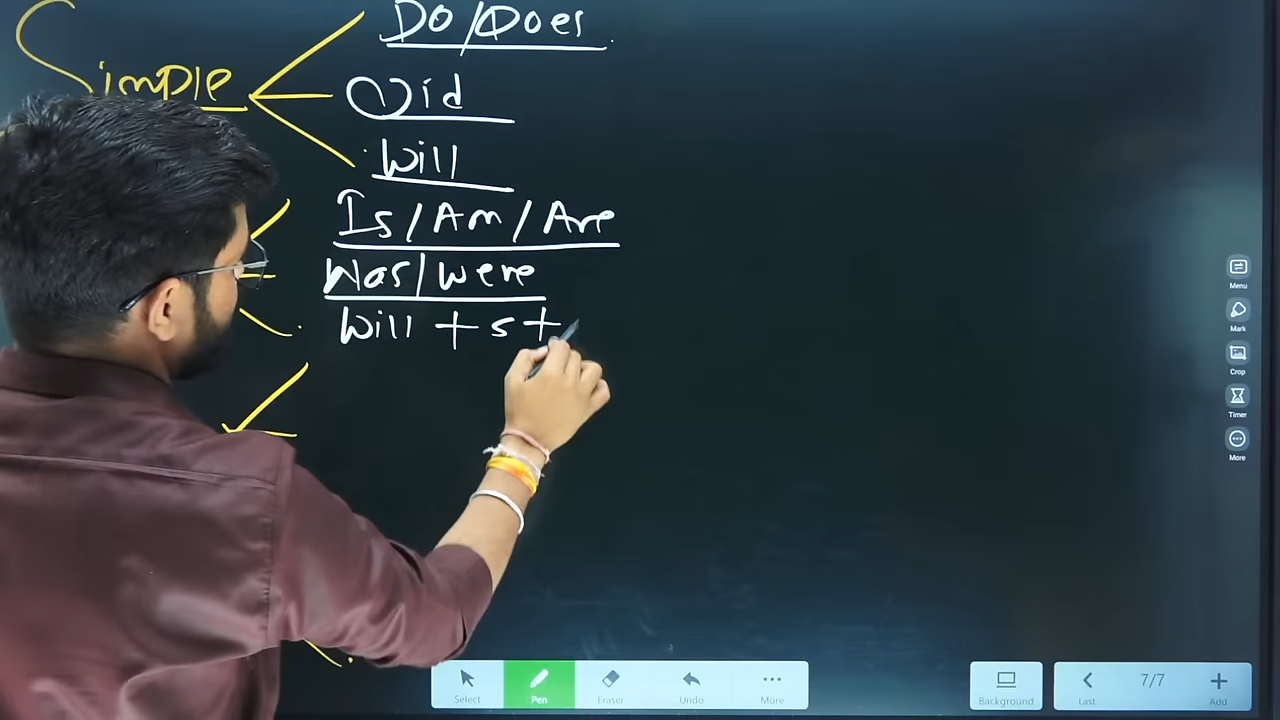 Do/Does
Simple
Did
Will
Is/Am/Are
Was/were
Will + s +
Menu
Mark
Crop
Timer
More
Select
Pen
Eraser
Undo
More
Background
Last
7/7
Add